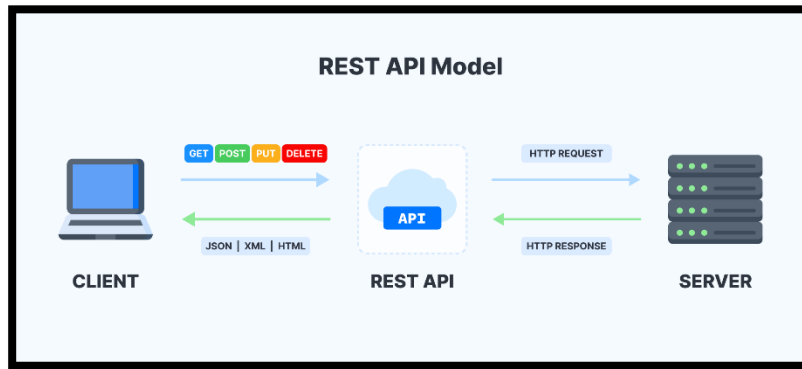 REST API Model
GET POST PUT DELETE
HTTP REQUEST
API
JSON | XML | HTML
HTTP RESPONSE
CLIENT
REST API
SERVER